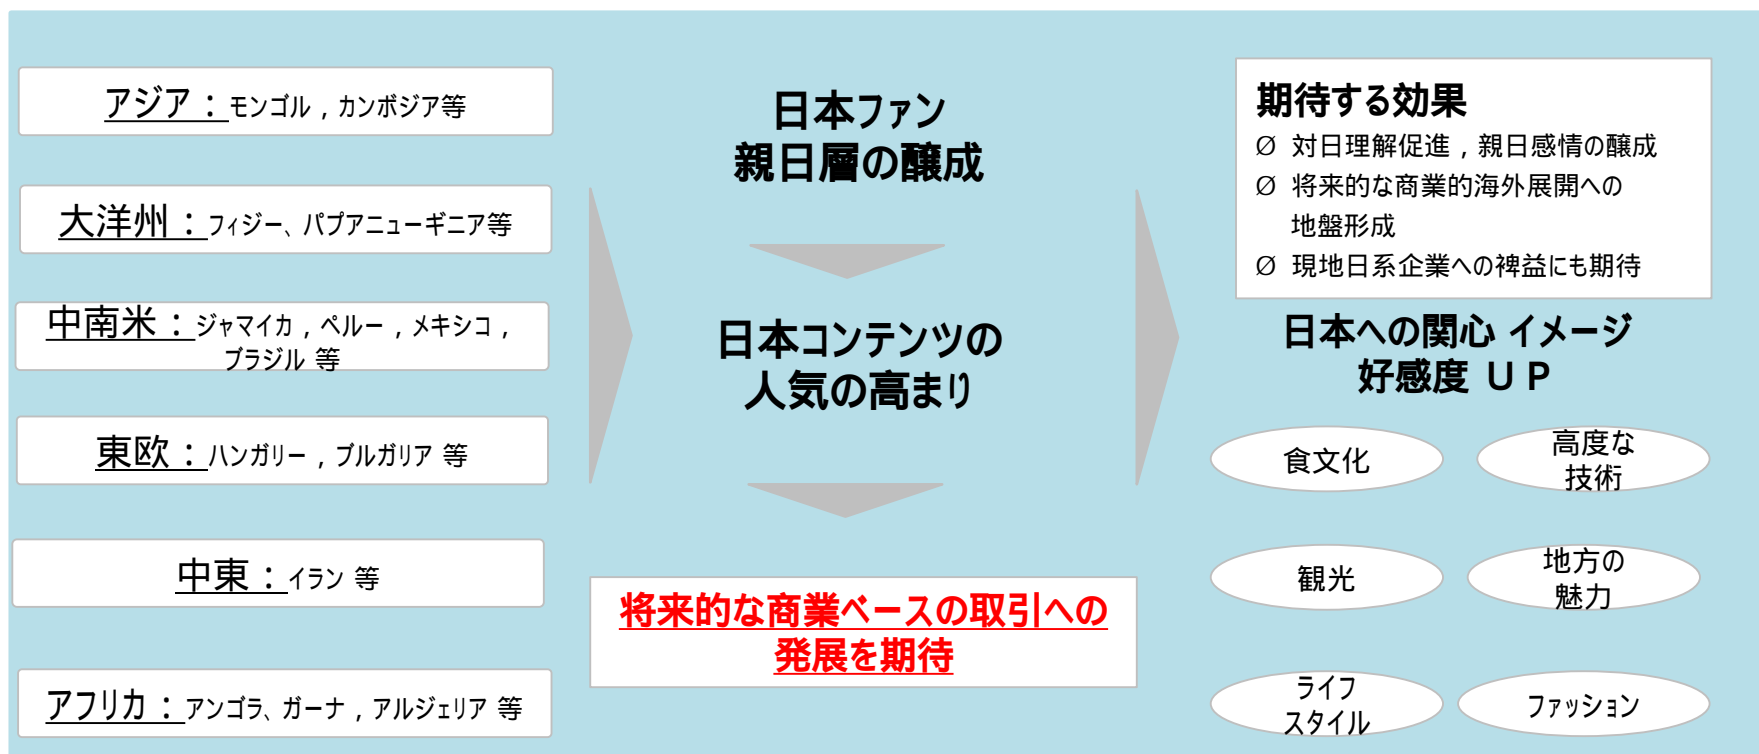 アジア：モンゴル，カンボジア等
大洋州：フィジー、パプアニューギニア等
中南米：ジャマイカ，ペルー，メキシコ，
ブラジル 等
東欧：ハンガリー，ブルガリア 等
中東：イラン 等
アフリカ：アンゴラ、ガーナ，アルジェリア 等
日本ファン
親日層の醸成
日本コンテンツの
人気の高まり
将来的な商業ベースの取引への
発展を期待
期待する効果
Ø 対日理解促進，親日感情の醸成
Ø 将来的な商業的海外展開への
地盤形成
Ø 現地日系企業への裨益にも期待
日本への関心 イメージ
好感度 ＵＰ
食文化
高度な
技術
観光
地方の
魅力
ライフ
スタイル
ファッション